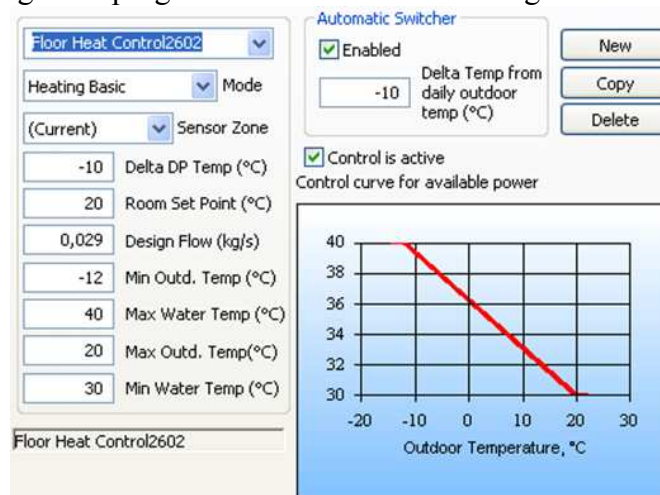 Floor Heat Control2602
Heating Basic Mode
(Current) Sensor Zone
-10 Delta DP Temp (°C)
20 Room Set Point (°C)
0,029 Design Flow (kg/s)
-12 Min Outd. Temp (°C)
40 Max Water Temp (°C)
20 Max Outd. Temp(°C)
30 Min Water Temp (°C)
Floor Heat Control2602
Automatic Switcher
Enabled
-10
Delta Temp from
daily outdoor
temp (°C)
New
Copy
Delete
Control is active
Control curve for available power
40
38
36
34
32
30
-20 -10 0 10 20 30
Outdoor Temperature, °C